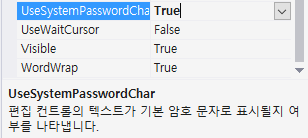 UseSystemPasswordChar True
UseWaitCursor False
Visible True
WordWrap True
UseSystemPasswordChar
편집 컨트롤의 텍스트가 기본 암호 문자로 표시될지 여
부를 나타냅니다.